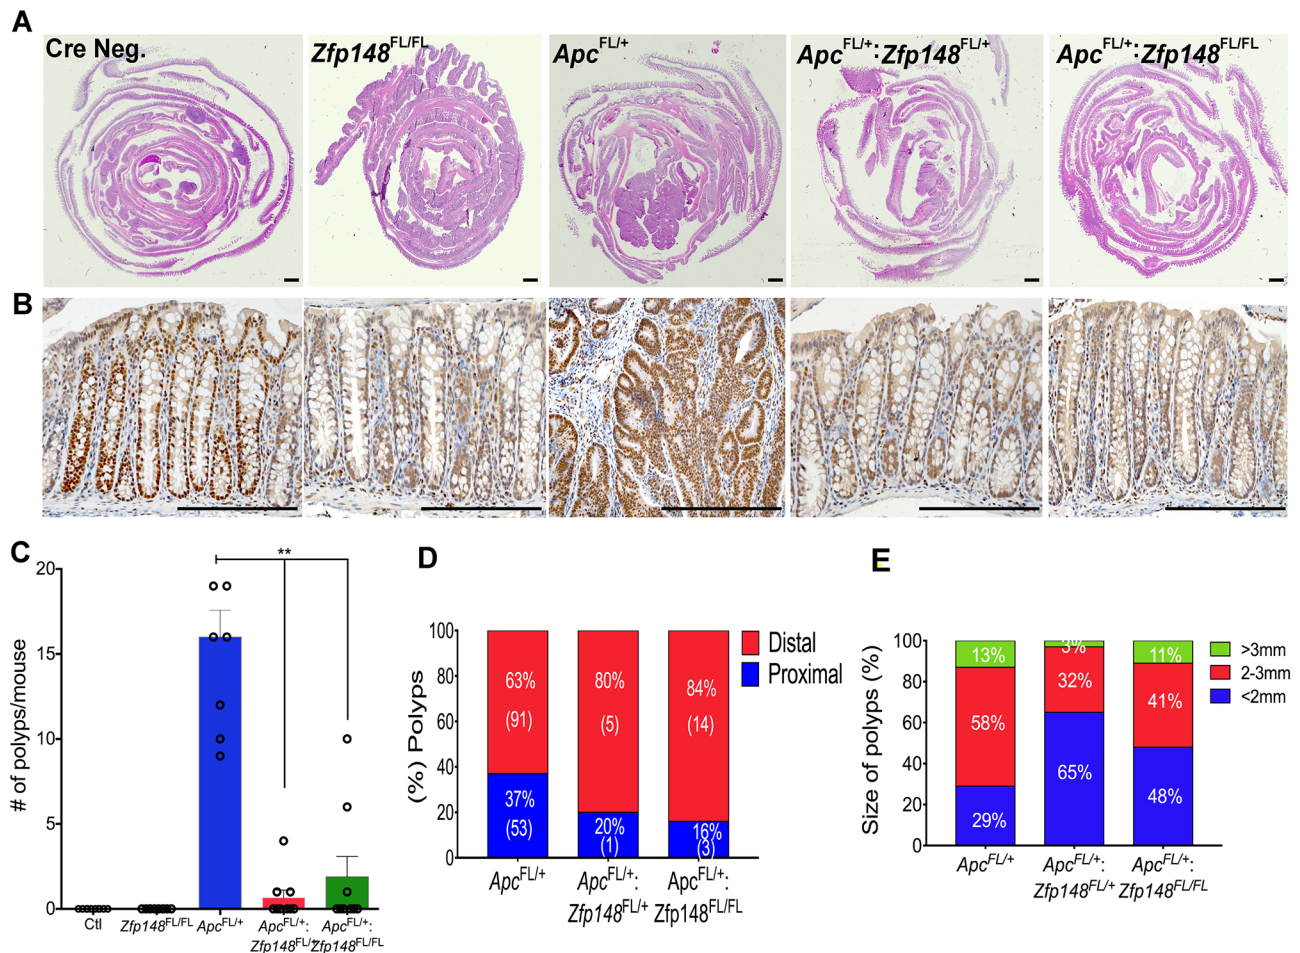 A
Cre Neg.
Zfp148FL/FL
ApcFL/+
ApcFL/+:Zfp148FL/+
ApcFL/+:Zfp148FL/FL
B
C
# of polyps/mouse
20
15
10
5
0
**
Ctl
Zfp148FL/FL
ApcFL/+
ApcFL/+:
Zfp148FL/+
ApcFL/+:
Zfp148FL/FL
D
(%) Polyps
100
80
60
40
20
0
63%
(91)
37%
(53)
80%
(5)
20%
(1)
84%
(14)
16%
(3)
Distal
Proximal
ApcFL/+
ApcFL/+:
Zfp148FL/+
ApcFL/+:
Zfp148FL/FL
E
Size of polyps (%)
100
80
60
40
20
0
13%
58%
29%
3%
32%
65%
11%
41%
48%
>3mm
2-3mm
<2mm
ApcFL/+
ApcFL/+:
Zfp148FL/+
ApcFL/+:
Zfp148FL/FL